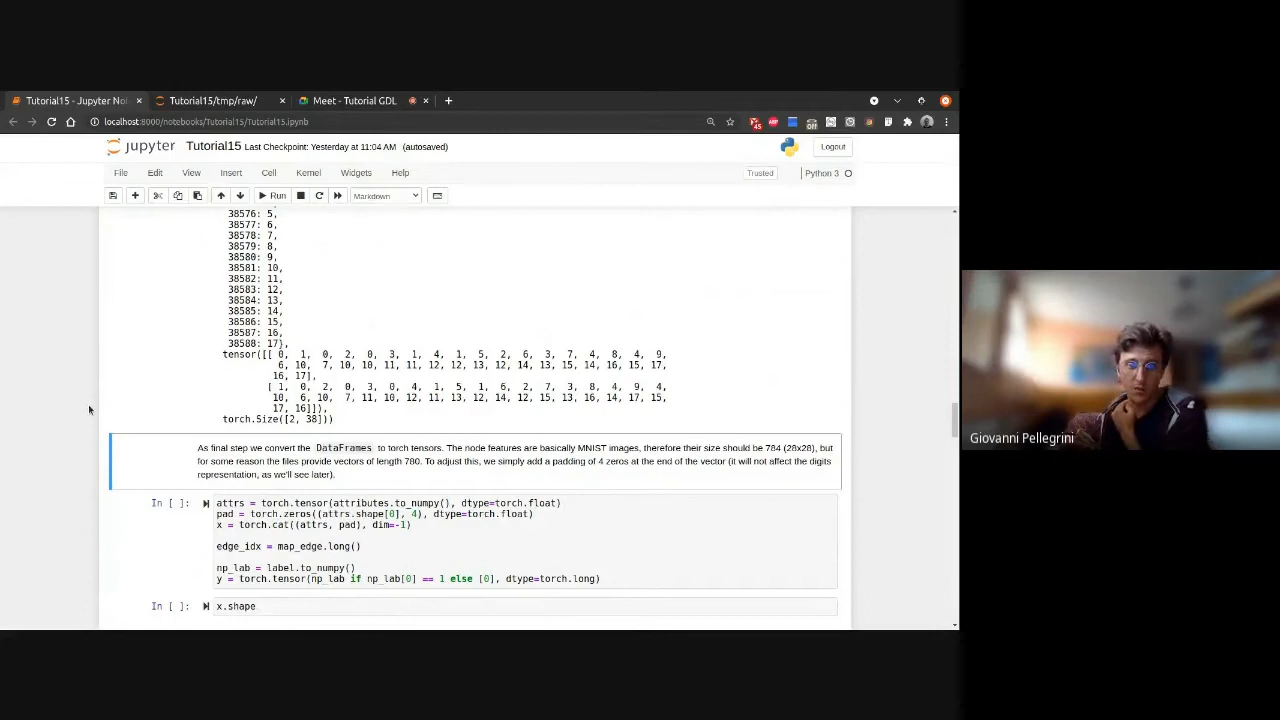 Tutorial15 - Jupyter No
Tutorial15/tmp/raw/
Meet - Tutorial GDL
localhost:8000/notebooks/Tutorial15/Tutorial15.ipynb
45
ABP
off
jupyter Tutorial15 Last Checkpoint: Yesterday at 11:04 AM (autosaved)
Logout
File Edit View Insert Cell Kernel Widgets Help
Trusted
Python 3
Run
Markdown
38576: 5,
38577: 6,
38578: 7,
38579: 8,
38580: 9,
38581: 10,
38582: 11,
38583: 12,
38584: 13,
38585: 14,
38586: 15,
38587: 16,
38588: 17},
tensor([[ 0, 1, 0, 2, 0, 3, 1, 4, 1, 5, 2, 6, 3, 7, 4, 8, 4, 9,
6, 10, 7, 10, 10, 11, 11, 12, 12, 13, 12, 14, 13, 15, 14, 16, 15, 17,
16, 17],
[ 1, 0, 2, 0, 3, 0, 4, 1, 5, 1, 6, 2, 7, 3, 8, 4, 9, 4,
10, 6, 10, 7, 11, 10, 12, 11, 13, 12, 14, 12, 15, 13, 16, 14, 17, 15,
17, 16]]),
torch.Size([2, 38]))
As final step we convert the DataFrames to torch tensors. The node features are basically MNIST images, therefore their size should be 784 (28x28), but
for some reason the files provide vectors of length 780. To adjust this, we simply add a padding of 4 zeros at the end of the vector (it will not affect the digits
representation, as we'll see later).
In [ ]:
attrs = torch.tensor(attributes.to_numpy(), dtype=torch.float)
pad = torch.zeros((attrs.shape[0], 4), dtype=torch.float)
x = torch.cat((attrs, pad), dim=-1)
edge_idx = map_edge.long()
np_lab = label.to_numpy()
y = torch.tensor(np_lab if np_lab[0] == 1 else [0], dtype=torch.long)
In [ ]:
x.shape
Giovanni Pellegrini